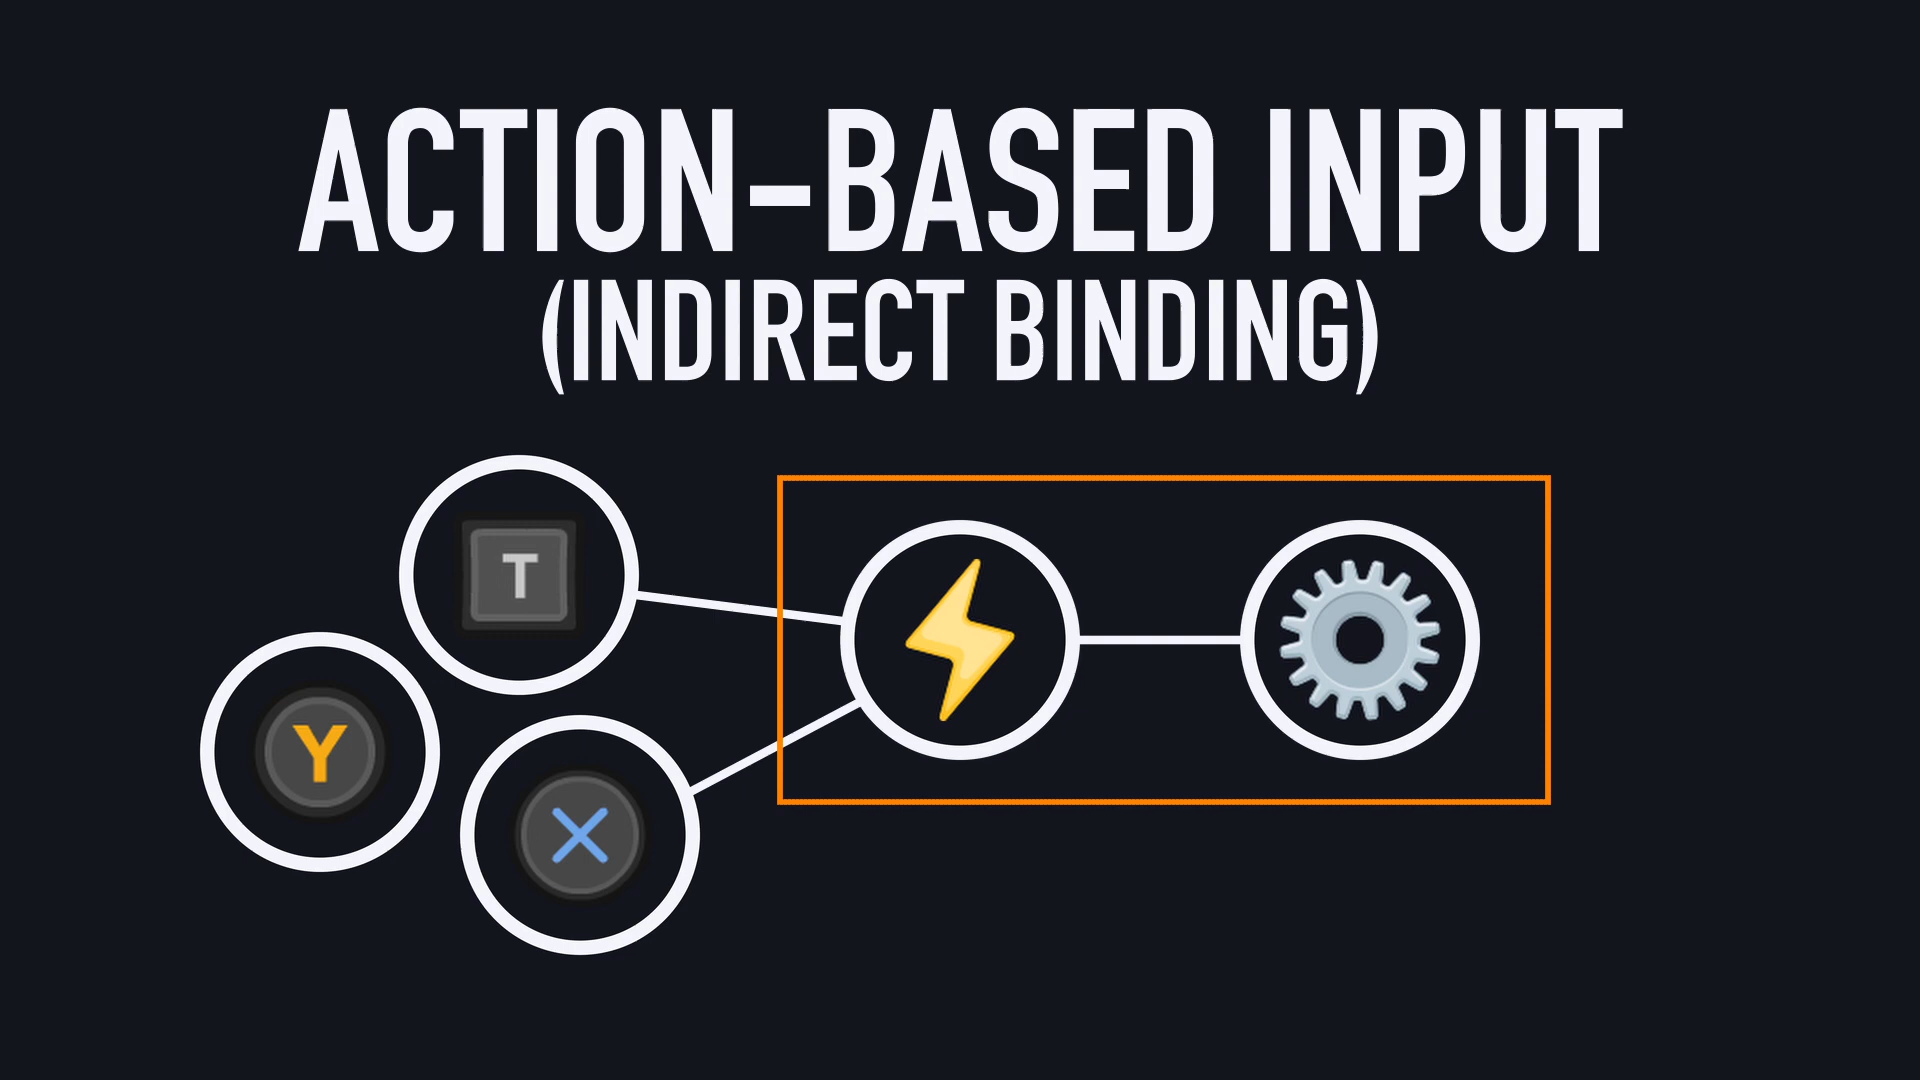 ACTION-BASED INPUT
(INDIRECT BINDING)
T
Y
X